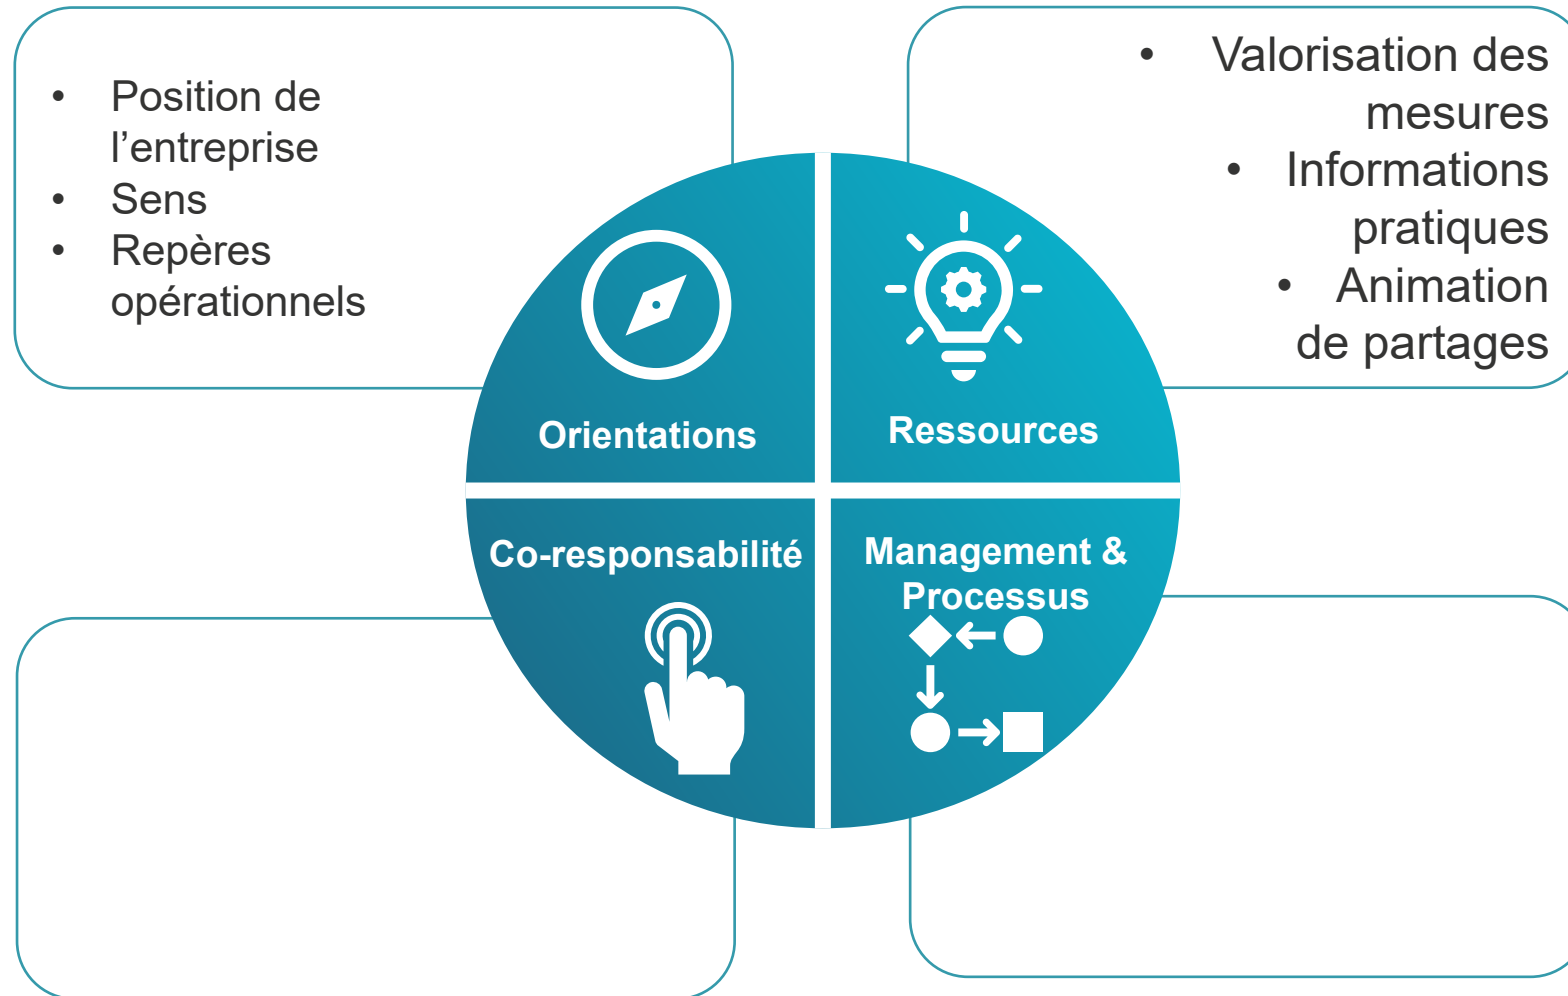 • Position de
l’entreprise
• Sens
• Repères
opérationnels
• Valorisation des
mesures
• Informations
pratiques
• Animation
de partages
Orientations
Ressources
Co-responsabilité
Management &
Processus